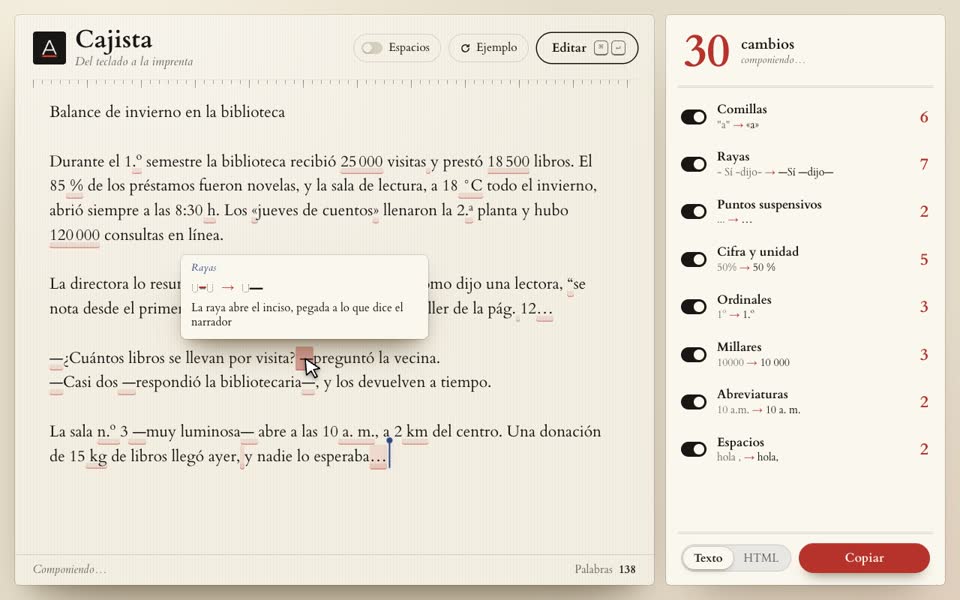 Cajista
Del teclado a la imprenta
Espacios
Ejemplo
Editar
Balance de invierno en la biblioteca
Durante el 1.º semestre la biblioteca recibió 25 000 visitas y prestó 18 500 libros. El
85 % de los préstamos fueron novelas, y la sala de lectura, a 18 °C todo el invierno,
abrió siempre a las 8:30 h. Los «jueves de cuentos» llenaron la 2.ª planta y hubo
120 000 consultas en línea.
La directora lo resu
omo dijo una lectora, “se
nota desde el primer
ller de la pág. 12…
Rayas
␣-␣ → ␣—
La raya abre el inciso, pegada a lo que dice el
narrador
—¿Cuántos libros se llevan por visita? —preguntó la vecina.
—Casi dos —respondió la bibliotecaria—, y los devuelven a tiempo.
La sala n.º 3 —muy luminosa— abre a las 10 a. m., a 2 km del centro. Una donación
de 15 kg de libros llegó ayer, y nadie lo esperaba…
Componiendo…
Palabras 138
30 cambios
componiendo…
Comillas
"a" → «a»
6
Rayas
- Sí -dijo- → —Sí —dijo—
7
Puntos suspensivos
... → …
2
Cifra y unidad
50% → 50 %
5
Ordinales
1º → 1.º
3
Millares
10000 → 10 000
3
Abreviaturas
10 a.m. → 10 a. m.
2
Espacios
hola , → hola,
2
Texto
HTML
Copiar